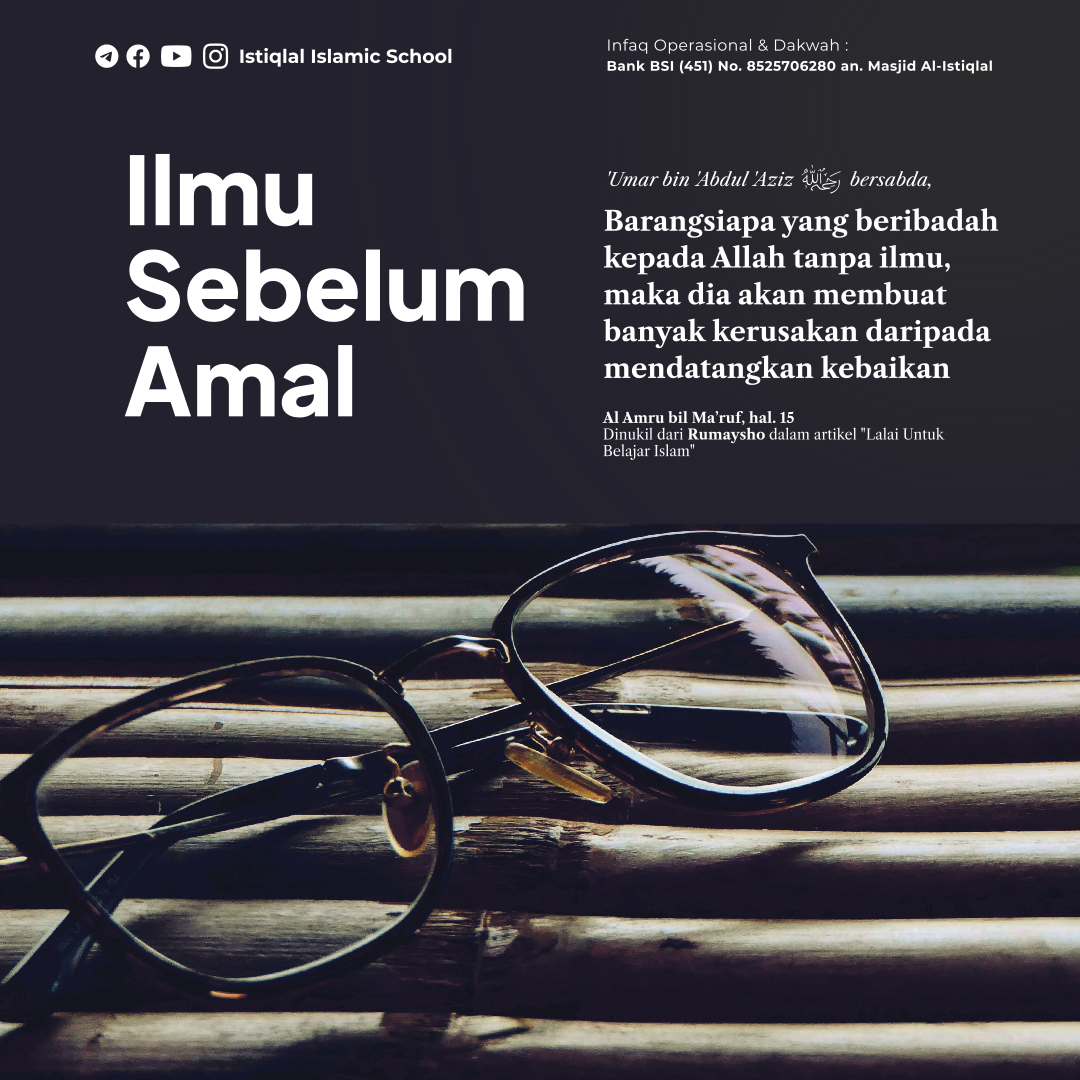 Istiqlal Islamic School
Infaq Operasional & Dakwah :
Bank BSI (451) No. 8525706280 an. Masjid Al-Istiqlal
Ilmu
Sebelum
Amal
'Umar bin 'Abdul 'Aziz رحمه الله bersabda,
Barangsiapa yang beribadah
kepada Allah tanpa ilmu,
maka dia akan membuat
banyak kerusakan daripada
mendatangkan kebaikan
Al Amru bil Ma’ruf, hal. 15
Dinukil dari Rumaysho dalam artikel "Lalai Untuk
Belajar Islam"